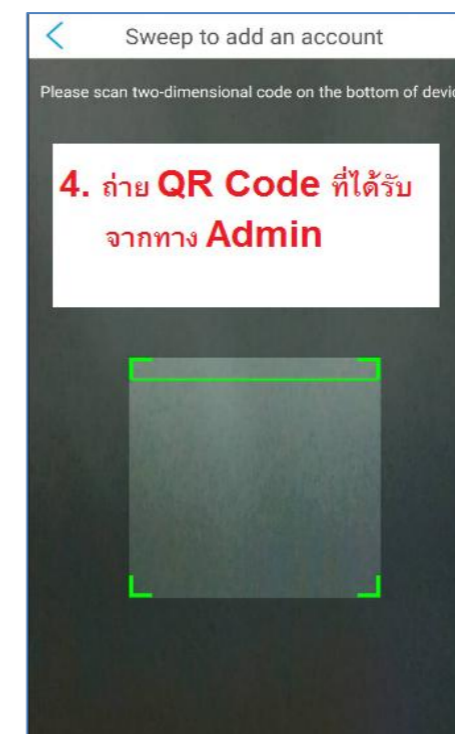 Sweep to add an account
Please scan two-dimensional code on the bottom of devic
4. ถ่าย QR Code ที่ได้รับ
จากทาง Admin